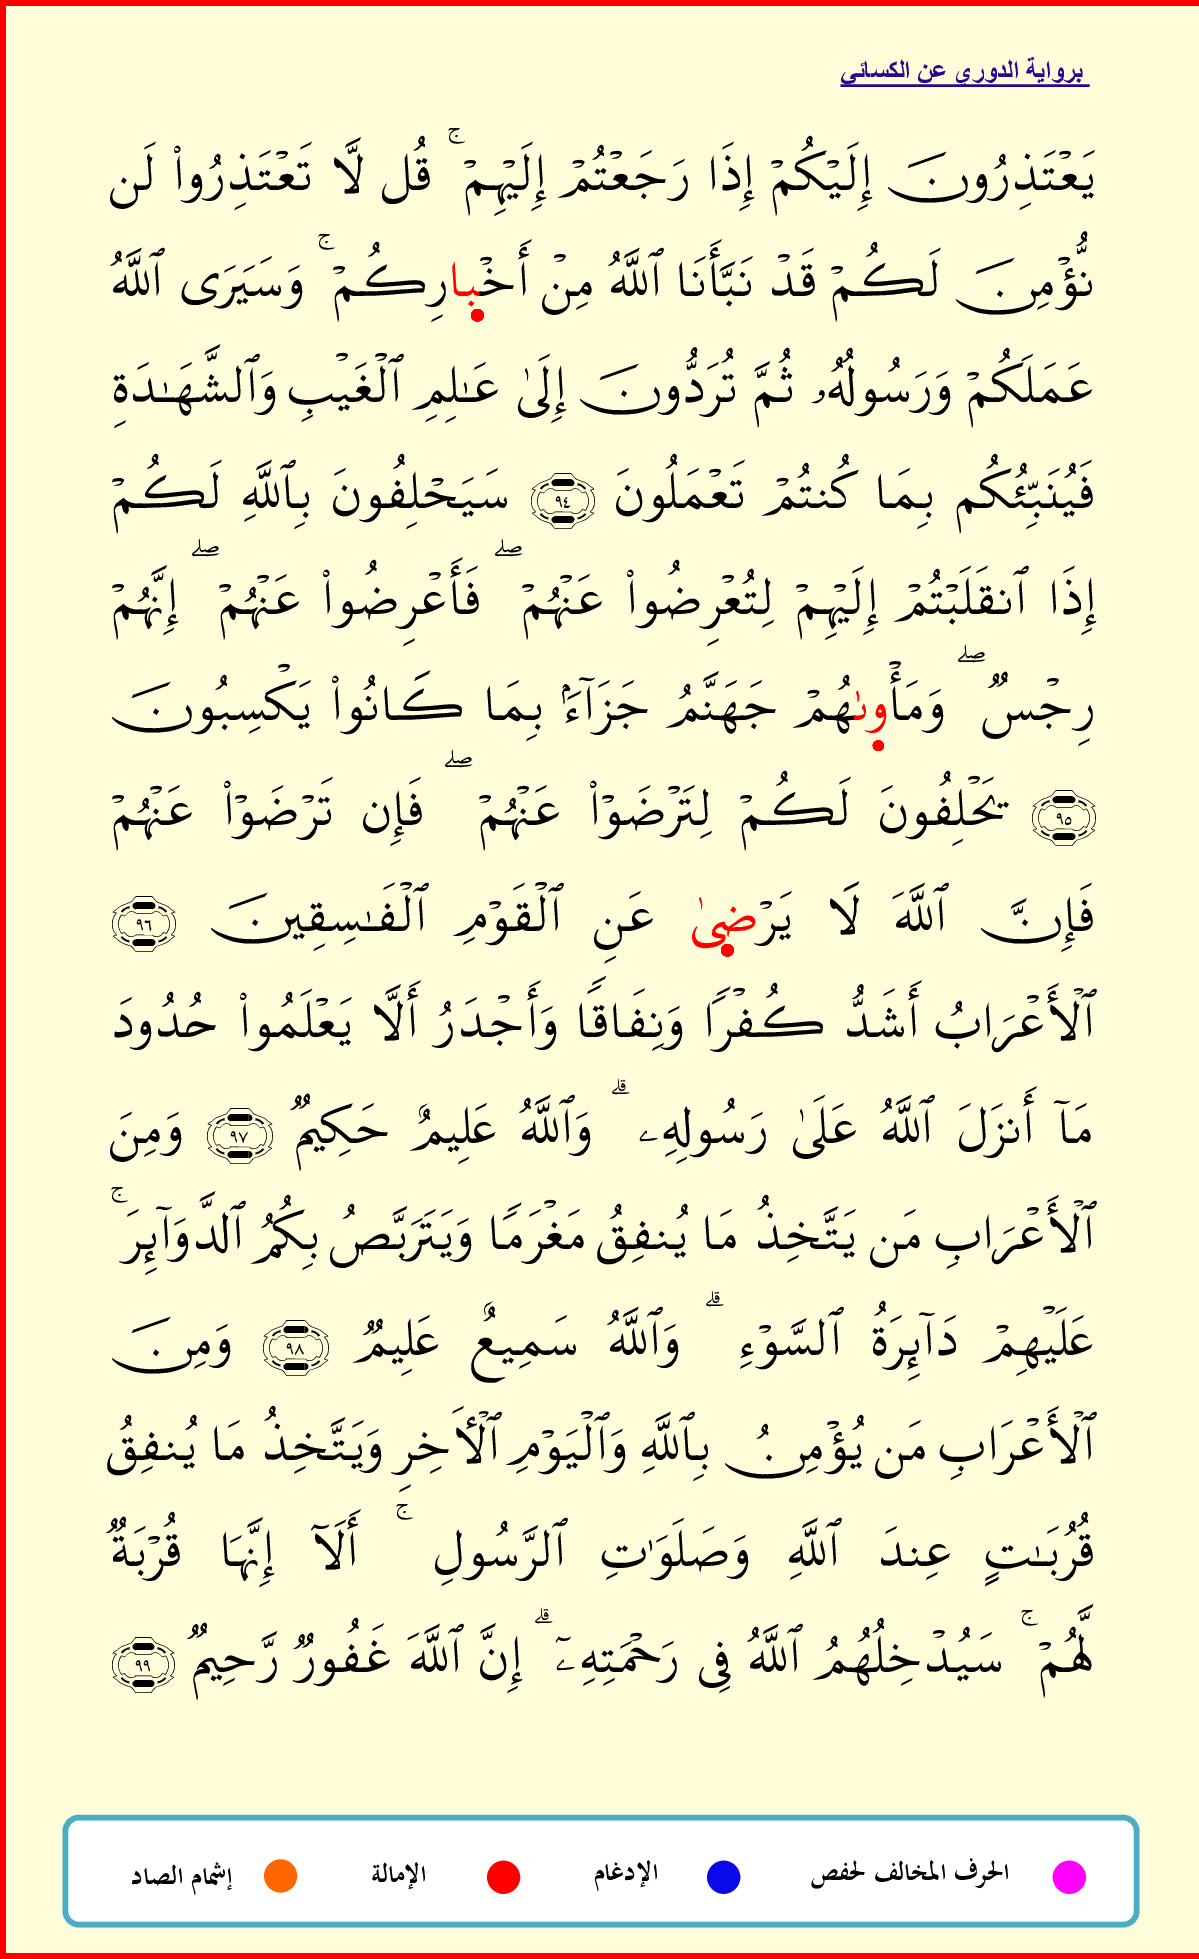 برواية الدوري عن الكسائي
يَعْتَذِرُونَ إِلَيْكُمْ إِذَا رَجَعْتُمْ إِلَيْهِمْ ۚ قُل لَّا تَعْتَذِرُوا۟ لَن
نُّؤْمِنَ لَكُمْ قَدْ نَبَّأَنَا ٱللَّهُ مِنْ أَخْبارِكُمْ ۚ وَسَيَرَى ٱللَّهُ
عَمَلَكُمْ وَرَسُولُهُۥ ثُمَّ تُرَدُّونَ إِلَىٰ عَـٰلِمِ ٱلْغَيْبِ وَٱلشَّهَـٰدَةِ
فَيُنَبِّئُكُم بِمَا كُنتُمْ تَعْمَلُونَ ٩٤ سَيَحْلِفُونَ بِٱللَّهِ لَكُمْ
إِذَا ٱنقَلَبْتُمْ إِلَيْهِمْ لِتُعْرِضُوا۟ عَنْهُمْ ۖ فَأَعْرِضُوا۟ عَنْهُمْ ۖ إِنَّهُمْ
رِجْسٌ ۖ وَمَأْوىٰهُمْ جَهَنَّمُ جَزَآءًۢ بِمَا كَانُوا۟ يَكْسِبُونَ
٩٥ يَحْلِفُونَ لَكُمْ لِتَرْضَوْا۟ عَنْهُمْ ۖ فَإِن تَرْضَوْا۟ عَنْهُمْ
فَإِنَّ ٱللَّهَ لَا يَرْضىٰ عَنِ ٱلْقَوْمِ ٱلْفَـٰسِقِينَ ٩٦
ٱلْأَعْرَابُ أَشَدُّ كُفْرًا وَنِفَاقًا وَأَجْدَرُ أَلَّا يَعْلَمُوا۟ حُدُودَ
مَآ أَنزَلَ ٱللَّهُ عَلَىٰ رَسُولِهِۦ ۗ وَٱللَّهُ عَلِيمٌ حَكِيمٌ ٩٧ وَمِنَ
ٱلْأَعْرَابِ مَن يَتَّخِذُ مَا يُنفِقُ مَغْرَمًا وَيَتَرَبَّصُ بِكُمُ ٱلدَّوَآئِرَ ۚ
عَلَيْهِمْ دَآئِرَةُ ٱلسَّوْءِ ۗ وَٱللَّهُ سَمِيعٌ عَلِيمٌ ٩٨ وَمِنَ
ٱلْأَعْرَابِ مَن يُؤْمِنُ بِٱللَّهِ وَٱلْيَوْمِ ٱلْـَٔاخِرِ وَيَتَّخِذُ مَا يُنفِقُ
قُرُبَـٰتٍ عِندَ ٱللَّهِ وَصَلَوَٰتِ ٱلرَّسُولِ ۚ أَلَآ إِنَّهَا قُرْبَةٌ
لَّهُمْ ۚ سَيُدْخِلُهُمُ ٱللَّهُ فِى رَحْمَتِهِۦٓ ۗ إِنَّ ٱللَّهَ غَفُورٌ رَّحِيمٌ ٩٩
الحرف المخالف لحفص الإدغام الإمالة إشمام الصاد